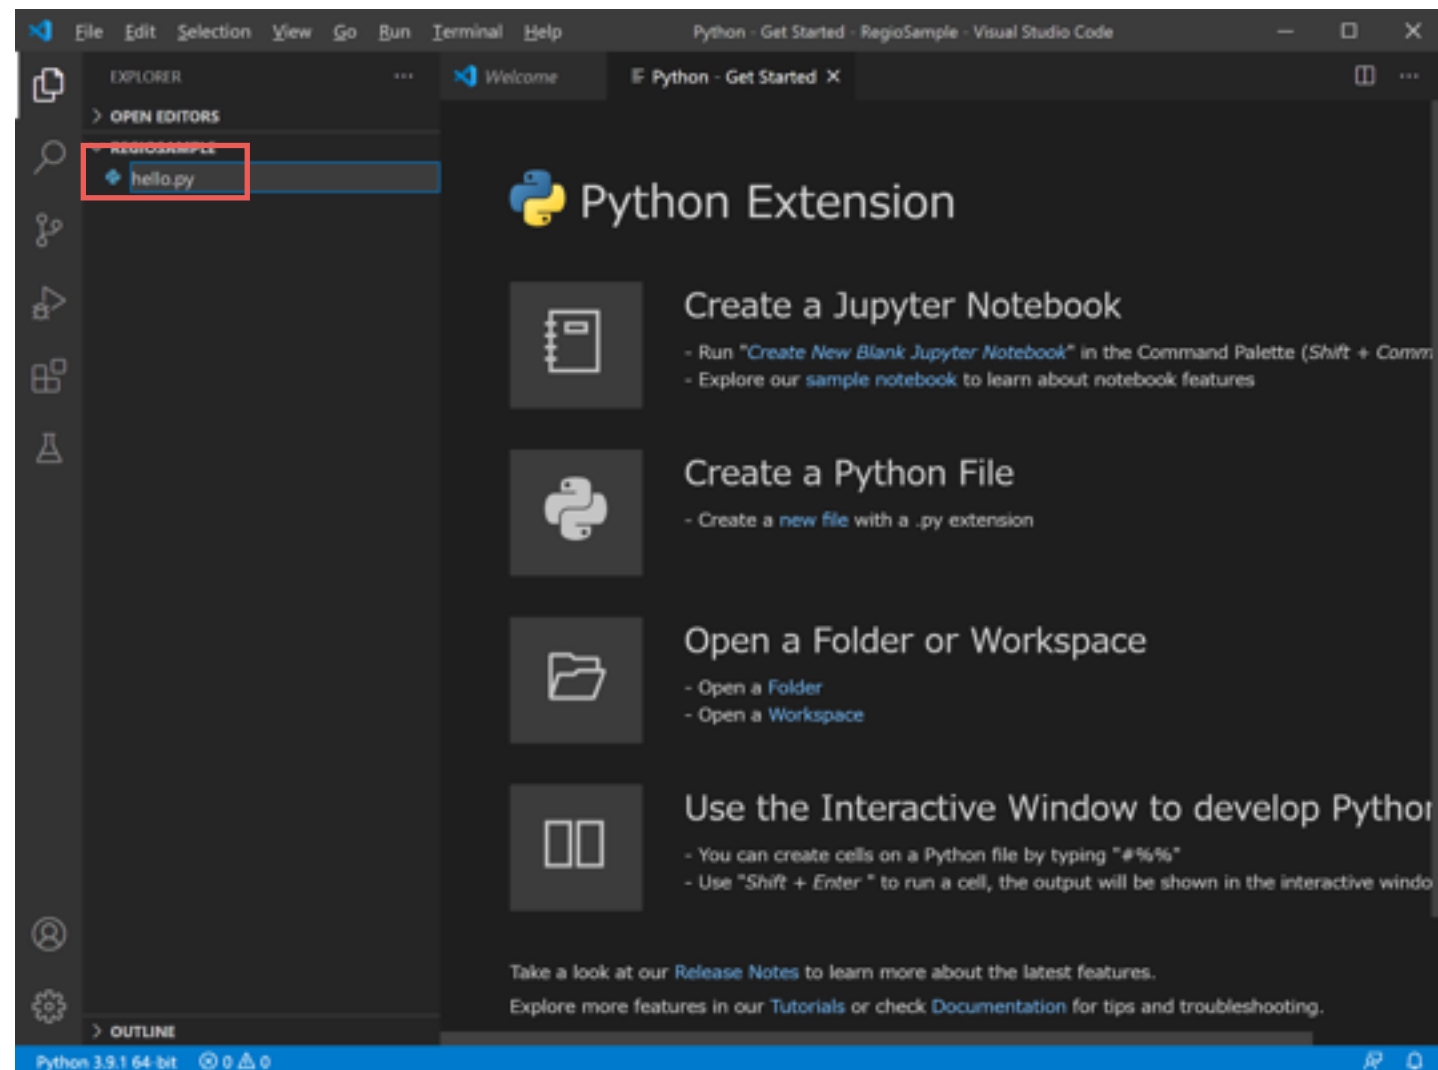 File Edit Selection View Go Run Terminal Help Python - Get Started - RegioSample - Visual Studio Code
EXPLORER
Welcome
Python - Get Started
OPEN EDITORS
REGIOSAMPLE
hello.py
Python Extension
Create a Jupyter Notebook
- Run "Create New Blank Jupyter Notebook" in the Command Palette (Shift + Comm
- Explore our sample notebook to learn about notebook features
Create a Python File
- Create a new file with a .py extension
Open a Folder or Workspace
- Open a Folder
- Open a Workspace
Use the Interactive Window to develop Python
- You can create cells on a Python file by typing "#%%"
- Use "Shift + Enter " to run a cell, the output will be shown in the interactive windo
Take a look at our Release Notes to learn more about the latest features.
Explore more features in our Tutorials or check Documentation for tips and troubleshooting.
OUTLINE
Python 3.9.1 64-bit 0 0